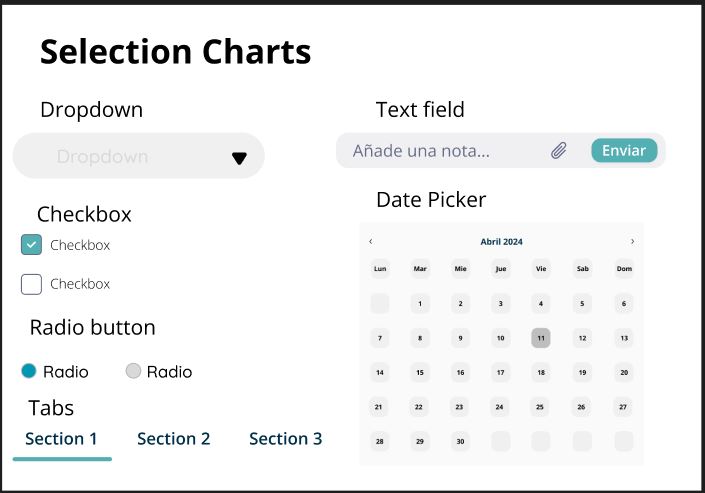 Selection Charts
Dropdown
Dropdown
Checkbox
Checkbox
Checkbox
Radio button
Radio Radio
Tabs
Section 1 Section 2 Section 3
Text field
Añade una nota... Enviar
Date Picker
‹ Abril 2024 ›
Lun Mar Mie Jue Vie Sab Dom
1 2 3 4 5 6
7 8 9 10 11 12 13
14 15 16 17 18 19 20
21 22 23 24 25 26 27
28 29 30